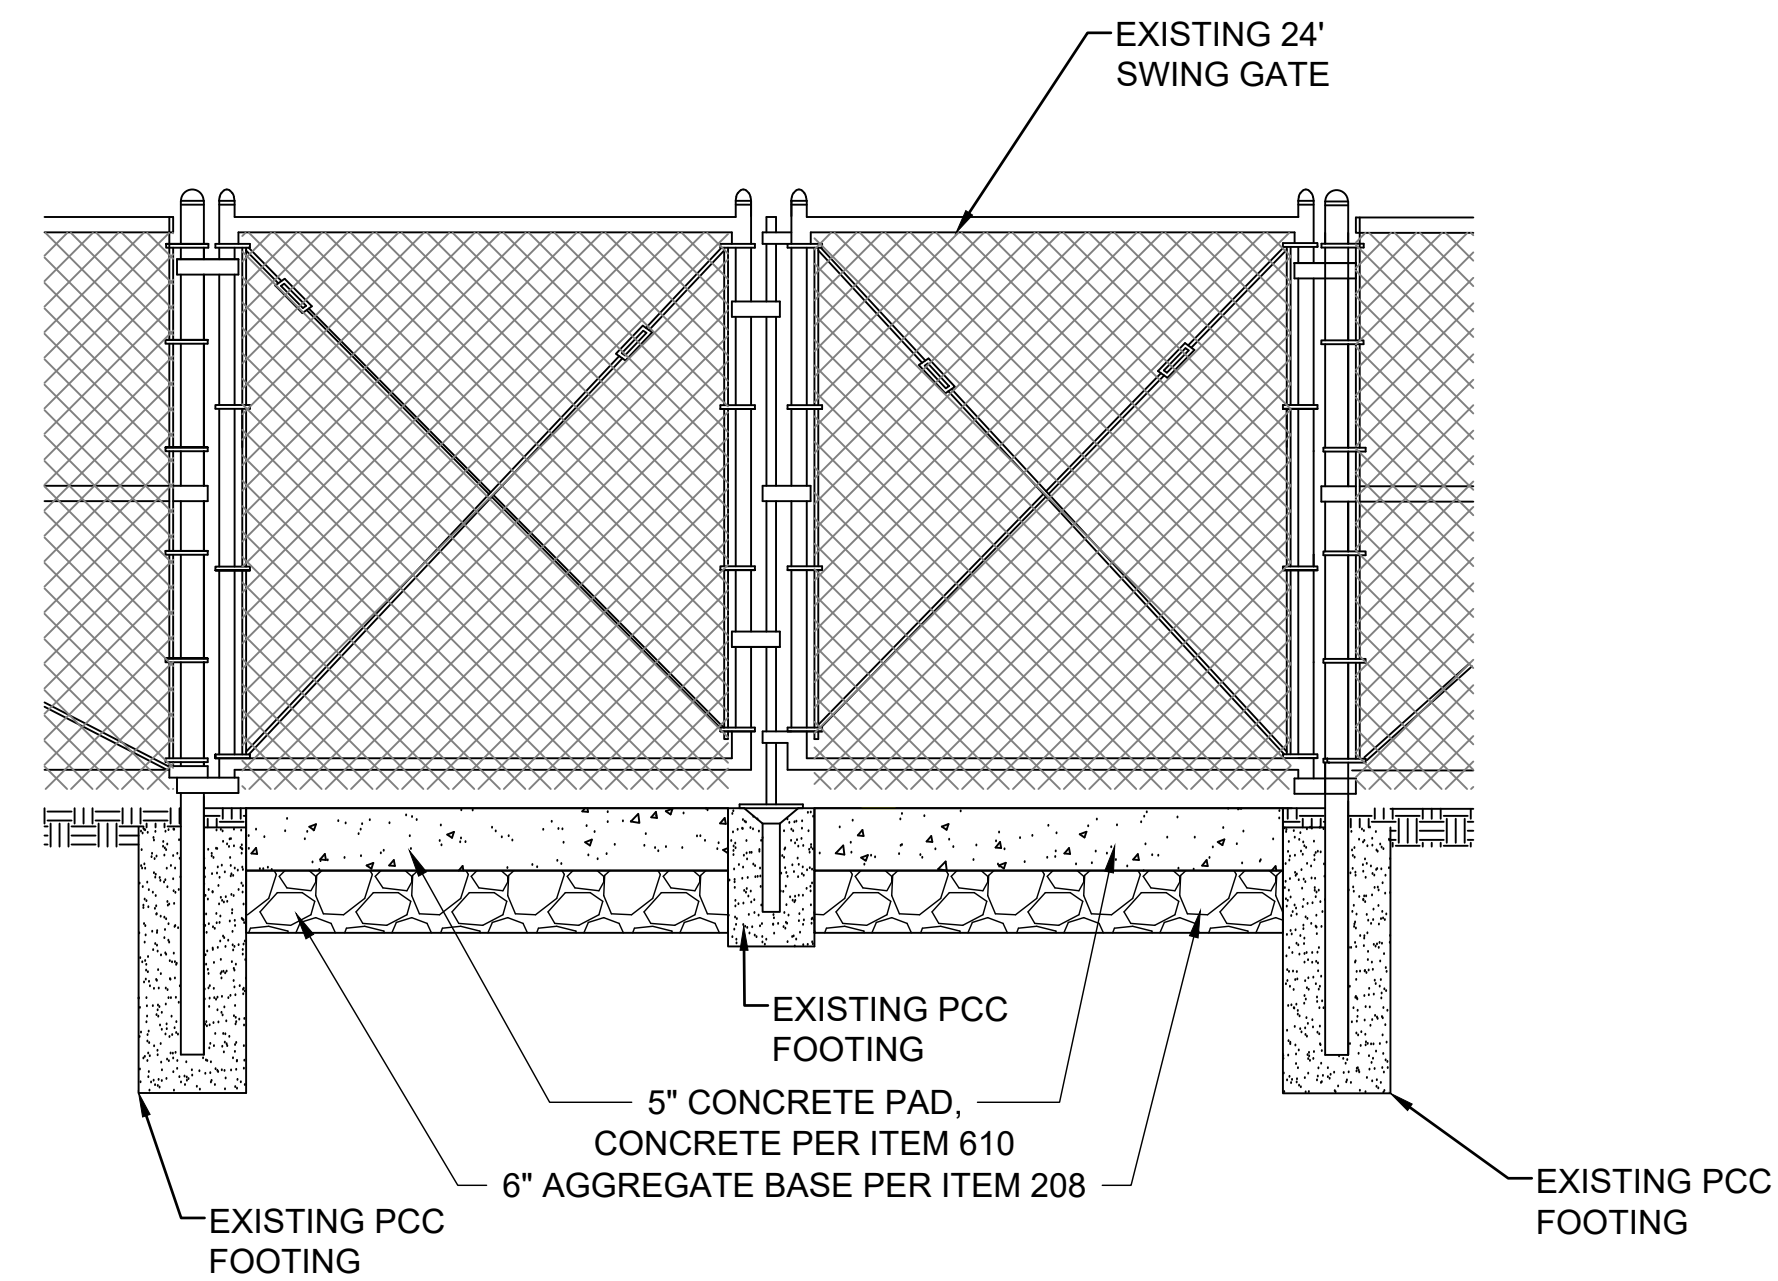 EXISTING 24'
SWING GATE
EXISTING PCC
FOOTING
5" CONCRETE PAD,
CONCRETE PER ITEM 610
6" AGGREGATE BASE PER ITEM 208
EXISTING PCC
FOOTING
EXISTING PCC
FOOTING